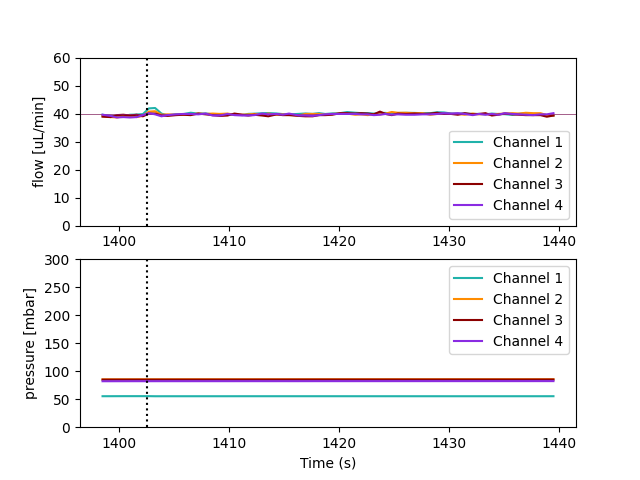 60
50
40
30
20
10
0
flow [uL/min]
Channel 1
Channel 2
Channel 3
Channel 4
1400 1410 1420 1430 1440
300
250
200
150
100
50
0
pressure [mbar]
Channel 1
Channel 2
Channel 3
Channel 4
1400 1410 1420 1430 1440
Time (s)